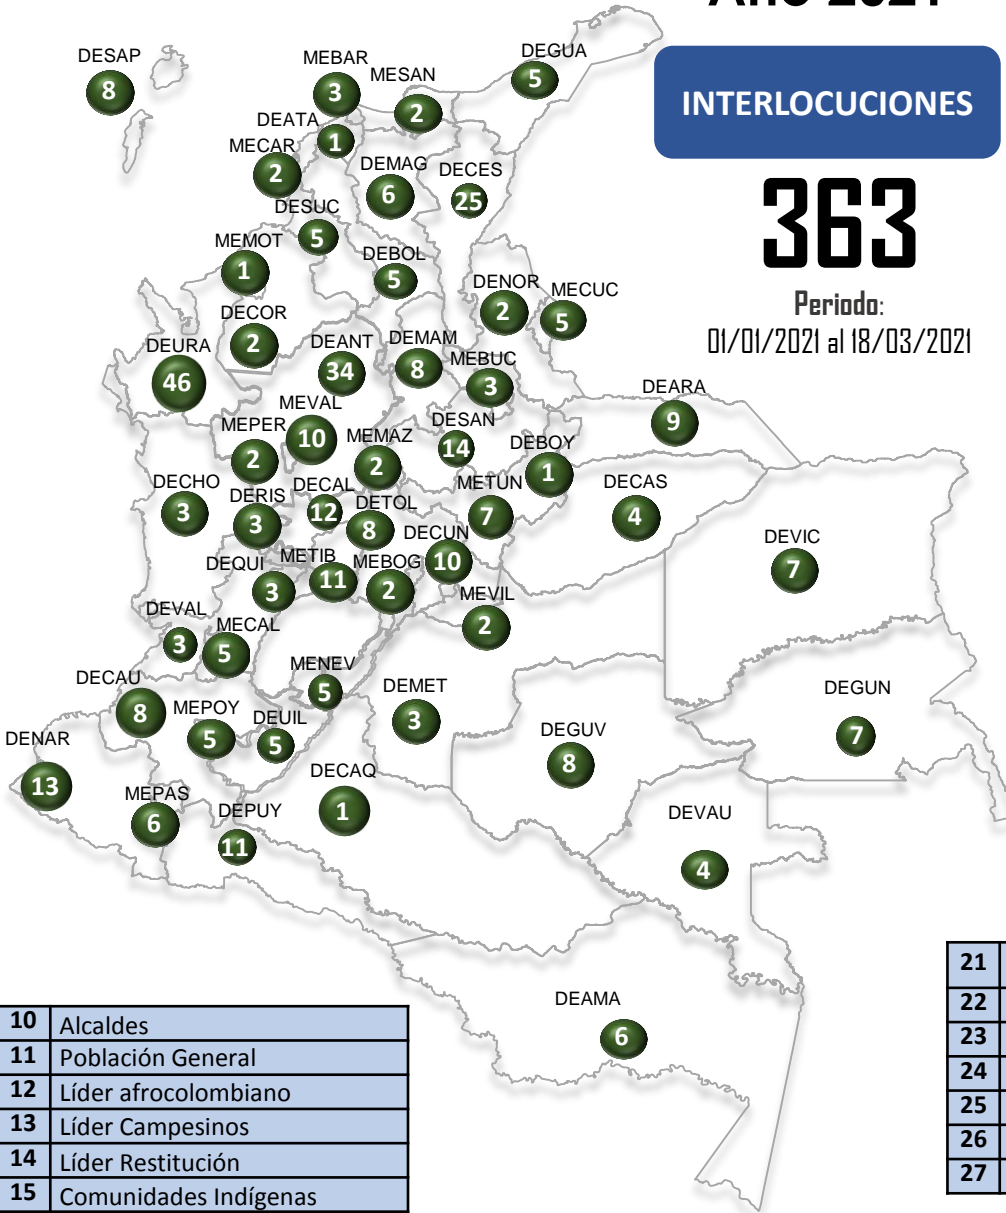 INTERLOCUCIONES
363
Periodo:
01/01/2021 al 18/03/2021
DESAP
8
MEBAR
3
MESAN
2
DEGUA
5
DEATA
1
MECAR
2
DEMAG
6
DECES
25
DESUC
5
MEMOT
1
DEBOL
5
DENOR
2
MECUC
5
DECOR
2
DEURA
46
DEANT
34
DEMAM
8
MEBUC
3
DEARA
9
MEVAL
10
MEPER
2
MEMAZ
2
DESAN
14
DEBOY
1
DECHO
3
DERIS
3
DECAL
12
DETOL
8
METUN
7
DECAS
4
DECUN
10
DEVIC
7
DEQUI
3
METIB
11
MEBOG
2
MEVIL
2
DEVAL
3
MECAL
5
MENEV
5
DEMET
3
DEGUN
7
DECAU
8
MEPOY
5
DEUIL
5
DEGUV
8
DENAR
13
DECAQ
1
MEPAS
6
DEPUY
11
DEVAU
4
DEAMA
6
10 Alcaldes
11 Población General
12 Líder afrocolombiano
13 Líder Campesinos
14 Líder Restitución
15 Comunidades Indígenas
21
22
23
24
25
26
27